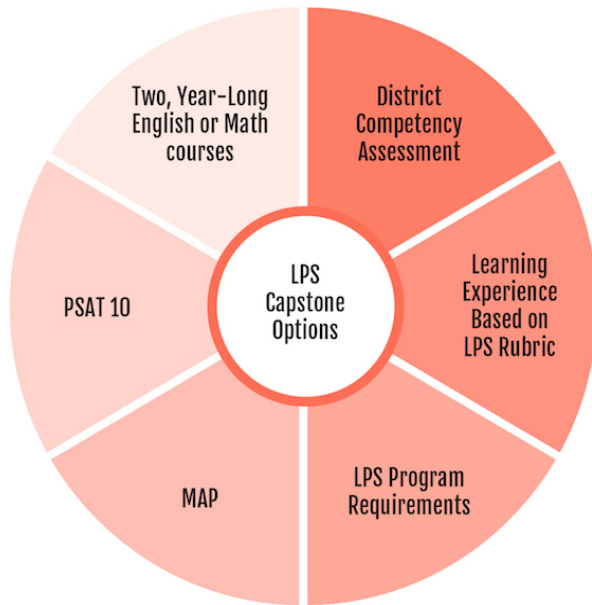 Two, Year-Long
English or Math
courses
District
Competency
Assessment
Learning
Experience
Based on
LPS Rubric
LPS Program
Requirements
MAP
PSAT 10
LPS
Capstone
Options